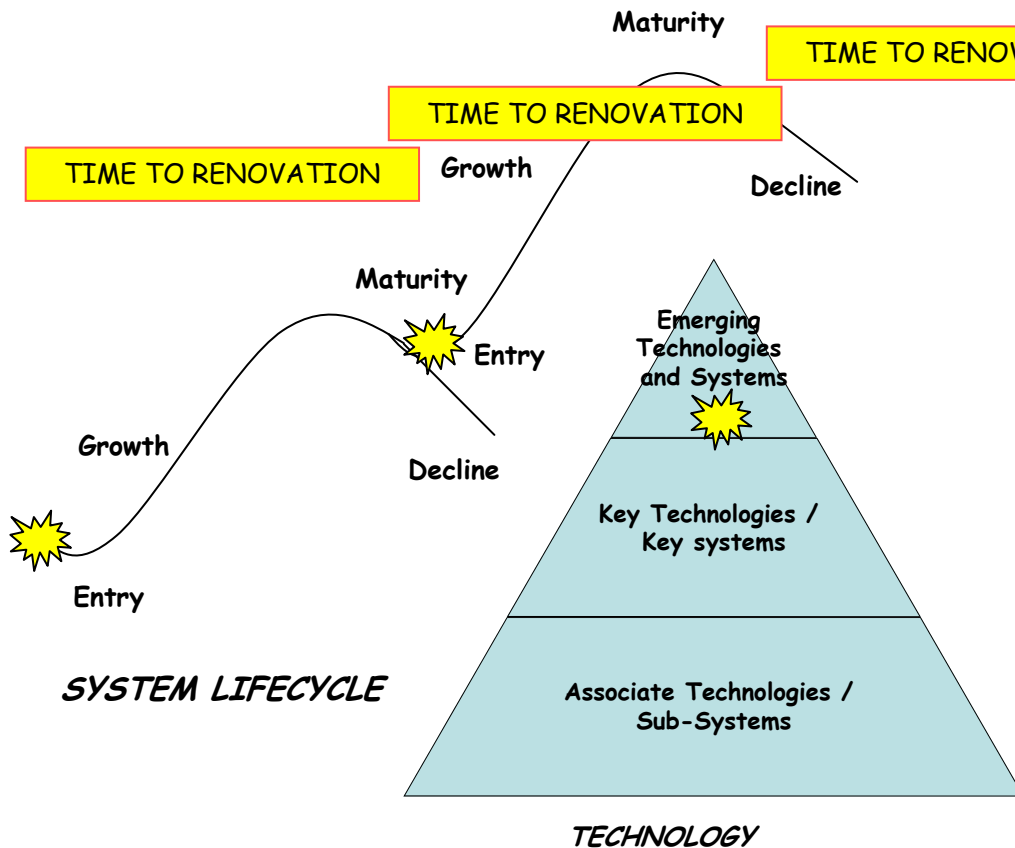 Maturity
TIME TO RENOV
TIME TO RENOVATION
TIME TO RENOVATION
Growth
Decline
Maturity
Entry
Growth
Decline
Entry
SYSTEM LIFECYCLE
Emerging
Technologies
and Systems
Key Technologies /
Key systems
Associate Technologies /
Sub-Systems
TECHNOLOGY